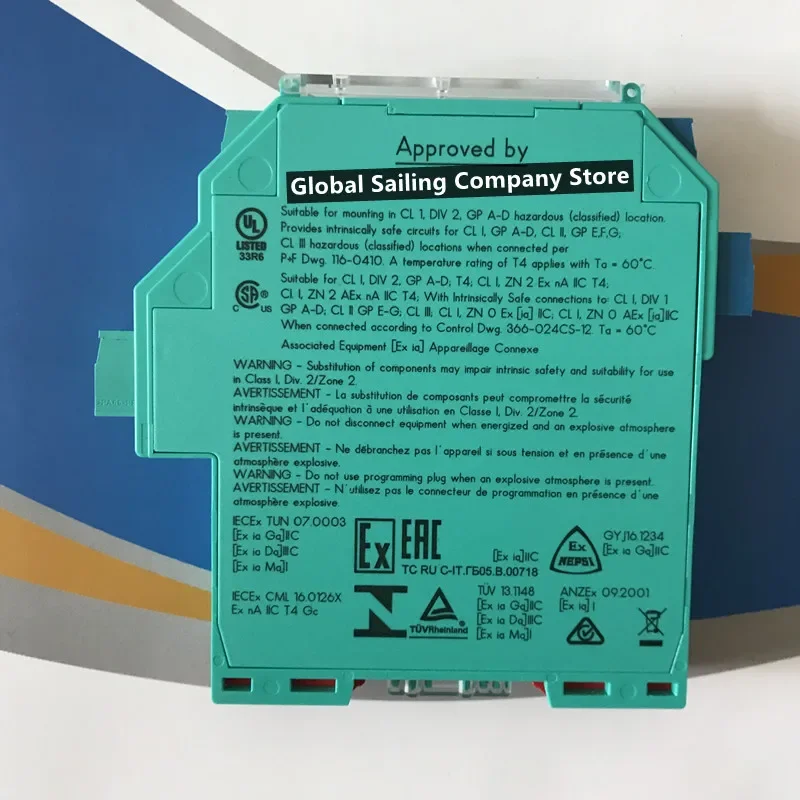 Approved by
Global Sailing Company Store
UL
LISTED
33R6
Suitable for mounting in CL 1, DIV 2, GP A-D hazardous (classified) location.
Provides intrinsically safe circuits for CL I, GP A-D, CL II, GP E,F,G;
CL III hazardous (classified) locations when connected per
P+F Dwg. 116-0410. A temperature rating of T4 applies with Ta = 60°C.
SA ®
C US
Suitable for CL I, DIV 2, GP A-D; T4; CL I, ZN 2 Ex nA IIC T4;
CL I, ZN 2 AEx nA IIC T4; With Intrinsically Safe connections to: CL I, DIV 1
GP A-D; CL II GP E-G; CL III; CL I, ZN 0 Ex [ia] IIC; CL I, ZN 0 AEx [ia]IIC
When connected according to Control Dwg. 366-024CS-12. Ta = 60°C
Associated Equipment [Ex ia] Appareillage Connexe
WARNING - Substitution of components may impair intrinsic safety and suitability for use
in Class I, Div. 2/Zone 2.
AVERTISSEMENT - La substitution de composants peut compromettre la sécurité
intrinsèque et l'adéquation à une utilisation en Classe I, Div. 2/Zone 2.
WARNING - Do not disconnect equipment when energized and an explosive atmosphere
is present.
AVERTISSEMENT - Ne débranchez pas l'appareil si sous tension et en présence d'une
atmosphère explosive.
WARNING - Do not use programming plug when an explosive atmosphere is present.
AVERTISSEMENT - N'utilisez pas le connecteur de programmation en présence d'une
atmosphère explosive.
IECEx TUN 07.0003
[Ex ia Ga]IIC
[Ex ia Da]IIIC
[Ex ia Ma]I
Ex
EAC
[Ex ia]IIC
TC RU C-IT.ГБ05.В.00718
Ex
NEPSI
GYJ16.1234
[Ex ia Ga]IIC
IECEx CML 16.0126X
Ex nA IIC T4 Gc
N
TÜVRheinland
TÜV 13.1148
[Ex ia Ga]IIC
[Ex ia Da]IIIC
[Ex ia Ma]I
ANZEx 09.2001
[Ex ia] I